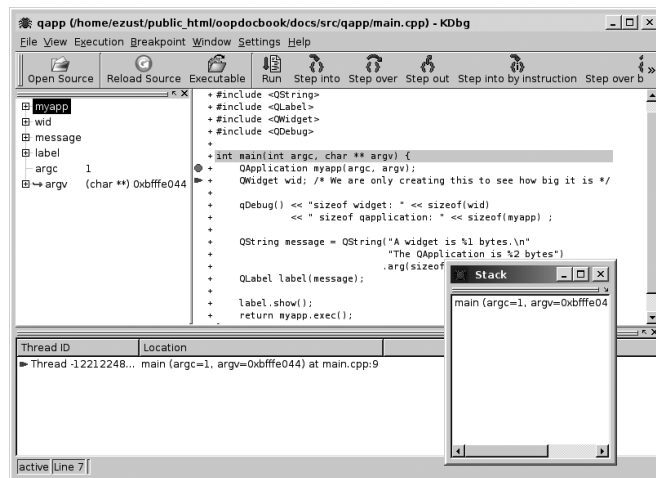 qapp (/home/ezust/public_html/oopdocbook/docs/src/qapp/main.cpp) - KDbg
File View Execution Breakpoint Window Settings Help
Open Source Reload Source Executable Run Step into Step over Step out Step into by instruction Step over b
myapp
wid
message
label
argc 1
argv (char **) 0xbfffe044
+ #include <QString>
+ #include <QLabel>
+ #include <QWidget>
+ #include <QDebug>
+
+ int main(int argc, char ** argv) {
+ QApplication myapp(argc, argv);
+ QWidget wid; /* We are only creating this to see how big it is */
+
+ qDebug() << "sizeof widget: " << sizeof(wid)
+ << " sizeof qapplication: " << sizeof(myapp) ;
+
+ QString message = QString("A widget is %1 bytes.\n"
+ "The QApplication is %2 bytes")
+ .arg(sizeof
+ QLabel label(message);
+
+ label.show();
+ return myapp.exec();
Stack
main (argc=1, argv=0xbfffe04
Thread ID Location
Thread -12212248... main (argc=1, argv=0xbfffe044) at main.cpp:9
active Line 7